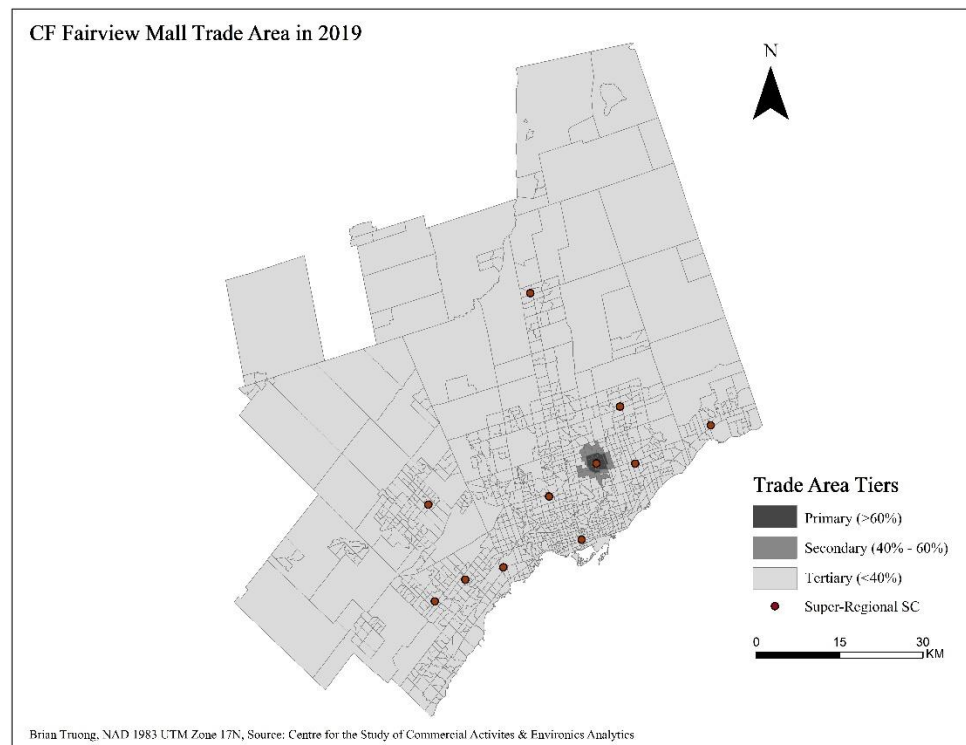 CF Fairview Mall Trade Area in 2019
N
Trade Area Tiers
Primary (>60%)
Secondary (40% - 60%)
Tertiary (<40%)
Super-Regional SC
0 15 30
KM
Brian Truong, NAD 1983 UTM Zone 17N, Source: Centre for the Study of Commercial Activites & Environics Analytics